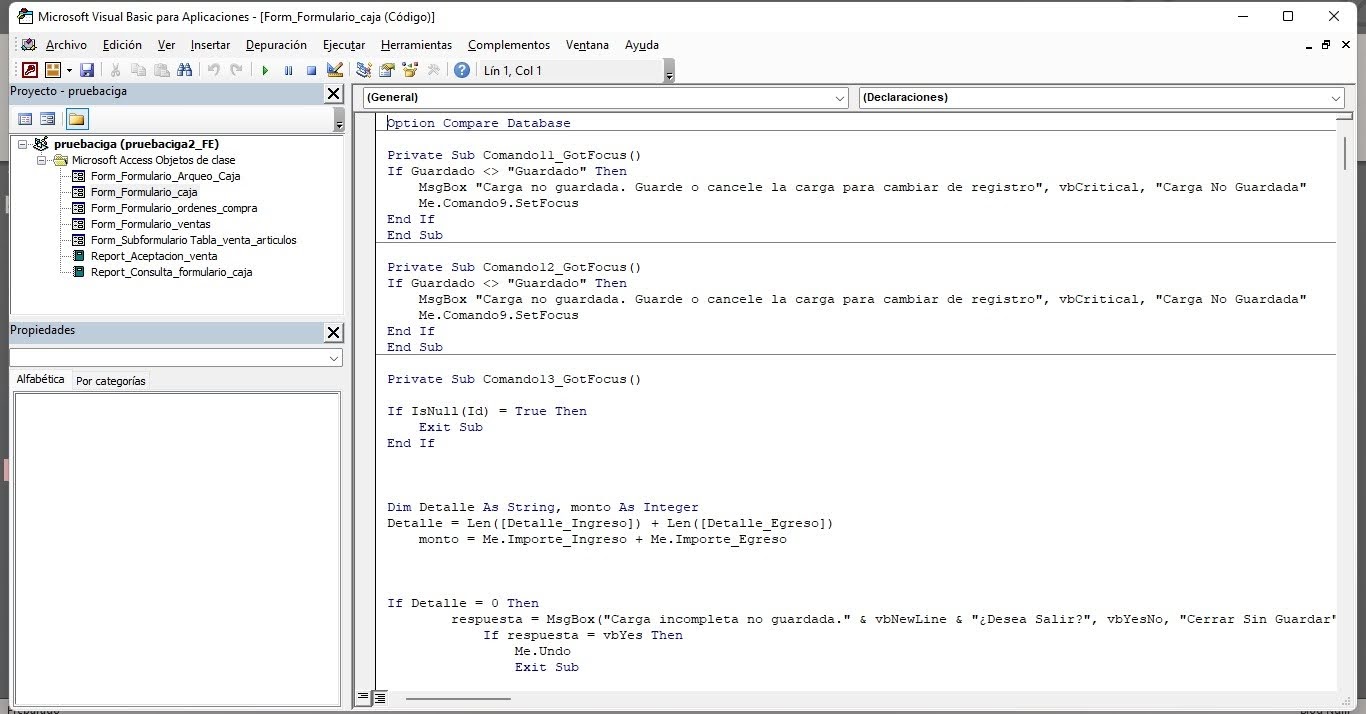 Microsoft Visual Basic para Aplicaciones - [Form_Formulario_caja (Código)]
Archivo Edición Ver Insertar Depuración Ejecutar Herramientas Complementos Ventana Ayuda
Lín 1, Col 1
Proyecto - pruebaciga
pruebaciga (pruebaciga2_FE)
Microsoft Access Objetos de clase
Form_Formulario_Arqueo_Caja
Form_Formulario_caja
Form_Formulario_ordenes_compra
Form_Formulario_ventas
Form_Subformulario Tabla_venta_articulos
Report_Aceptacion_venta
Report_Consulta_formulario_caja
Propiedades
Alfabética Por categorías
(General) (Declaraciones)
Option Compare Database
Private Sub Comando11_GotFocus()
If Guardado <> "Guardado" Then
MsgBox "Carga no guardada. Guarde o cancele la carga para cambiar de registro", vbCritical, "Carga No Guardada"
Me.Comando9.SetFocus
End If
End Sub
Private Sub Comando12_GotFocus()
If Guardado <> "Guardado" Then
MsgBox "Carga no guardada. Guarde o cancele la carga para cambiar de registro", vbCritical, "Carga No Guardada"
Me.Comando9.SetFocus
End If
End Sub
Private Sub Comando13_GotFocus()
If IsNull(Id) = True Then
Exit Sub
End If
Dim Detalle As String, monto As Integer
Detalle = Len([Detalle_Ingreso]) + Len([Detalle_Egreso])
monto = Me.Importe_Ingreso + Me.Importe_Egreso
If Detalle = 0 Then
respuesta = MsgBox("Carga incompleta no guardada." & vbNewLine & "¿Desea Salir?", vbYesNo, "Cerrar Sin Guardar"
If respuesta = vbYes Then
Me.Undo
Exit Sub